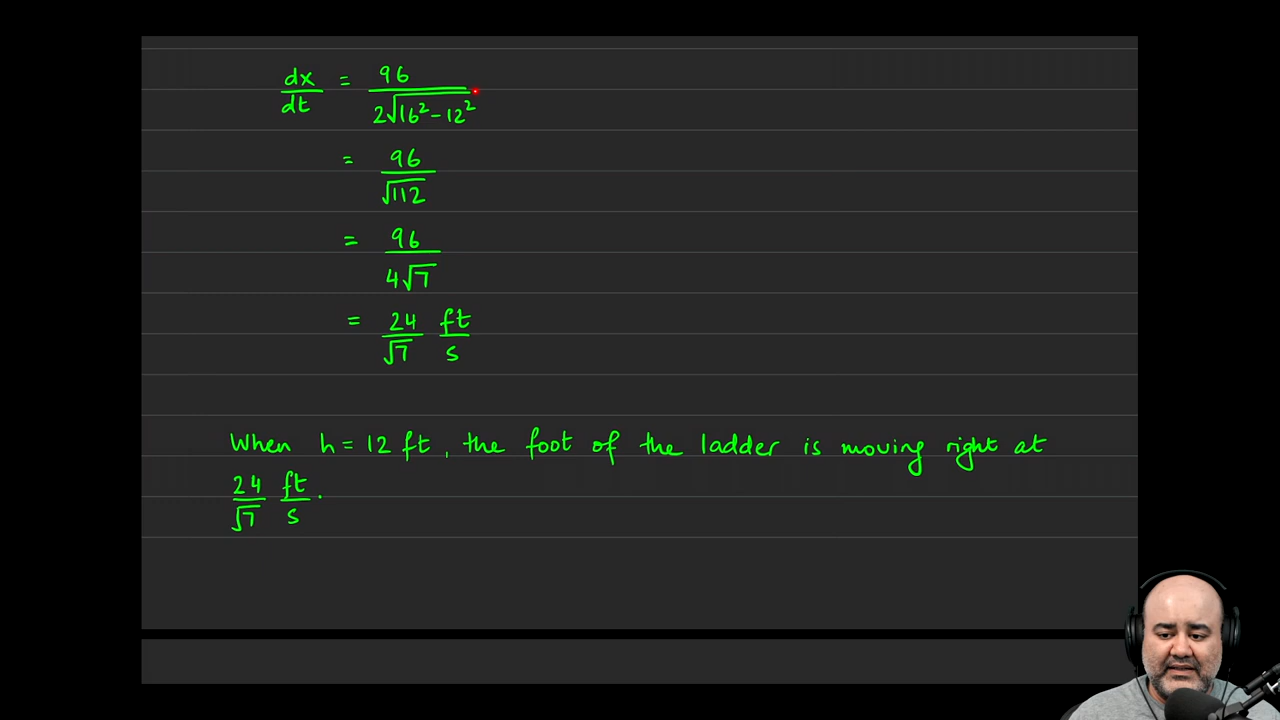 dx/dt = 96/(2√(16² − 12²))
= 96/√112
= 96/(4√7)
= 24/√7 ft/s
When h = 12 ft, the foot of the ladder is moving right at
24/√7 ft/s.